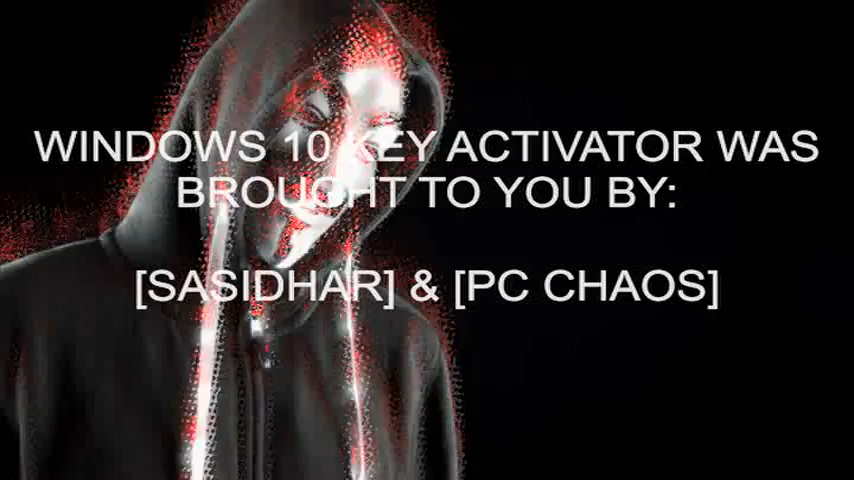 WINDOWS 10 KEY ACTIVATOR WAS
BROUGHT TO YOU BY:
[SASIDHAR] & [PC CHAOS]